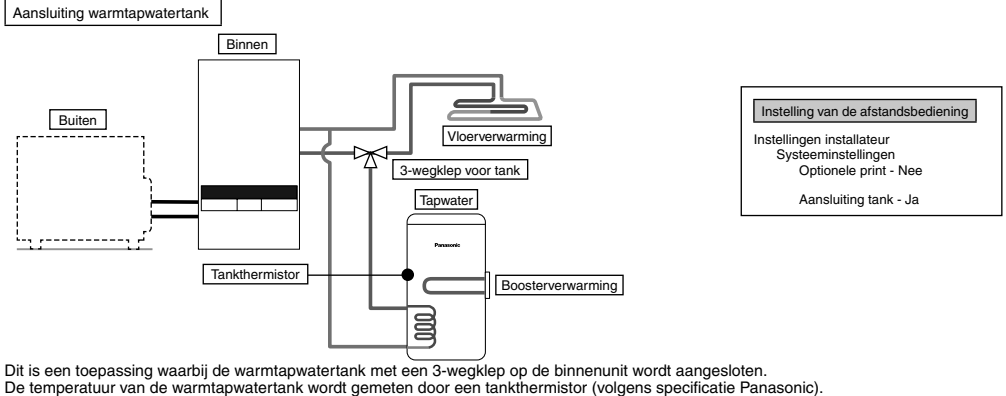 Aansluiting warmtapwatertank
Binnen
Buiten
Vloerverwarming
3-wegklep voor tank
Tapwater
Panasonic
Tankthermistor
Boosterverwarming
Instelling van de afstandsbediening
Instellingen installateur
Systeeminstellingen
Optionele print - Nee
Aansluiting tank - Ja
Dit is een toepassing waarbij de warmtapwatertank met een 3-wegklep op de binnenunit wordt aangesloten.
De temperatuur van de warmtapwatertank wordt gemeten door een tankthermistor (volgens specificatie Panasonic).